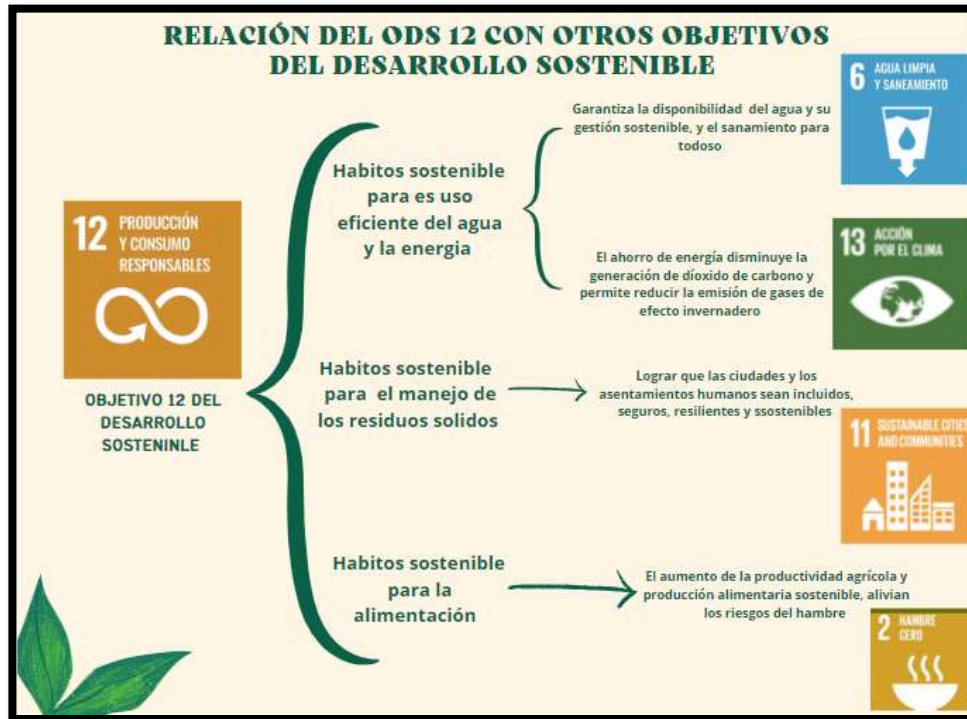 RELACIÓN DEL ODS 12 CON OTROS OBJETIVOS
DEL DESARROLLO SOSTENIBLE
12 PRODUCCIÓN
Y CONSUMO
RESPONSABLES
OBJETIVO 12 DEL
DESARROLLO
SOSTENINLE
Habitos sostenible
para es uso
eficiente del agua
y la energia
Garantiza la disponibilidad del agua y su
gestión sostenible, y el sanamiento para
todoso
6 AGUA LIMPIA
Y SANEAMIENTO
El ahorro de energía disminuye la
generación de díoxido de carbono y
permite reducir la emisión de gases de
efecto invernadero
13 ACCIÓN
POR EL CLIMA
Habitos sostenible
para el manejo de
los residuos solidos
Lograr que las ciudades y los
asentamientos humanos sean incluidos,
seguros, resilientes y ssostenibles
11 SUSTAINABLE CITIES
AND COMMUNITIES
Habitos sostenible
para la
alimentación
El aumento de la productividad agrícola y
producción alimentaria sostenible, alivian
los riesgos del hambre
2 HAMBRE
CERO